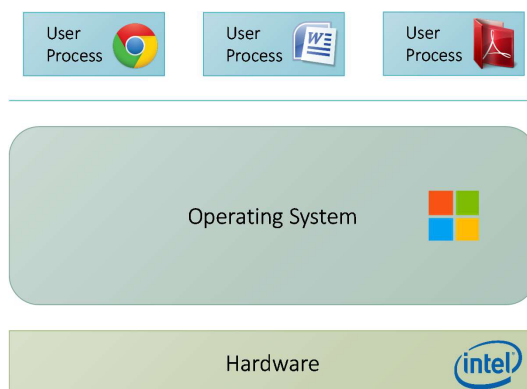 User
Process
User
Process
W
User
Process
Operating System
Hardware
intel